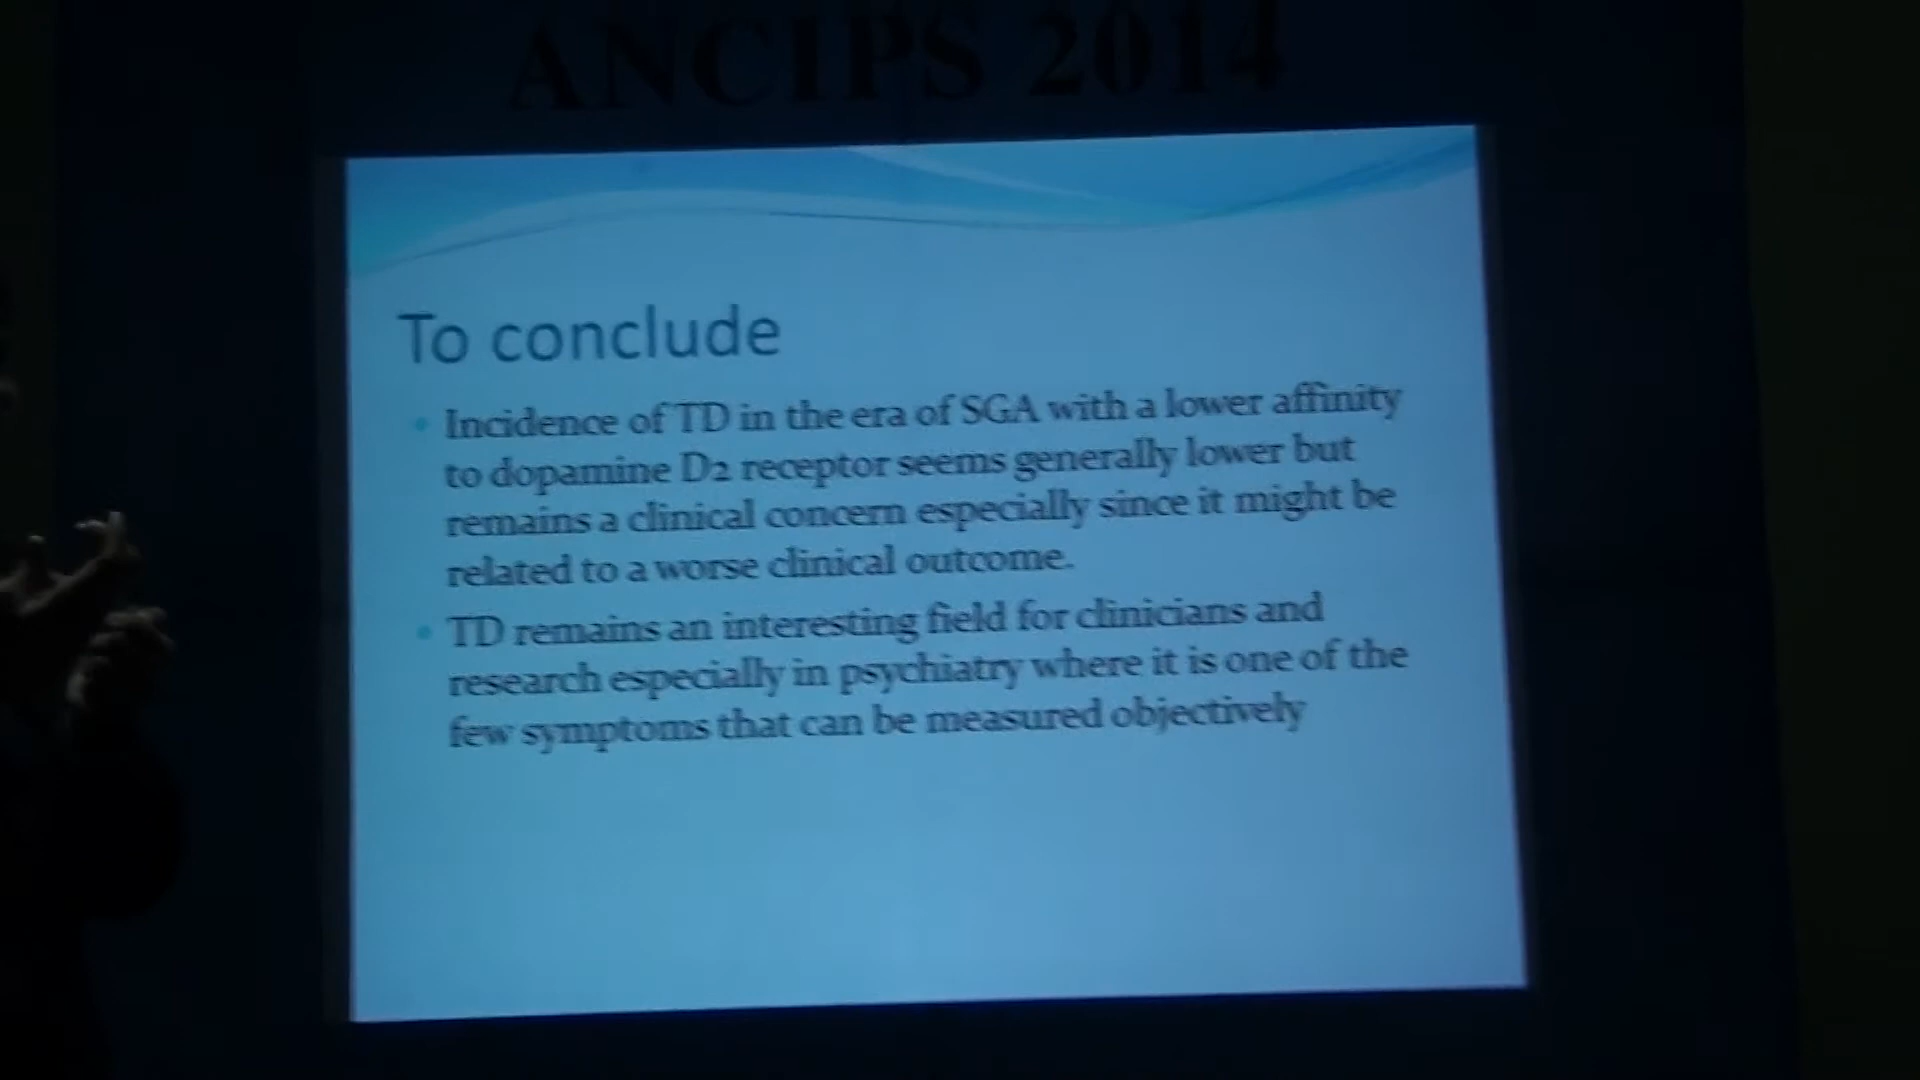 ANCIPS 2014
To conclude
• Incidence of TD in the era of SGA with a lower affinity
to dopamine D2 receptor seems generally lower but
remains a clinical concern especially since it might be
related to a worse clinical outcome.
• TD remains an interesting field for clinicians and
research especially in psychiatry where it is one of the
few symptoms that can be measured objectively